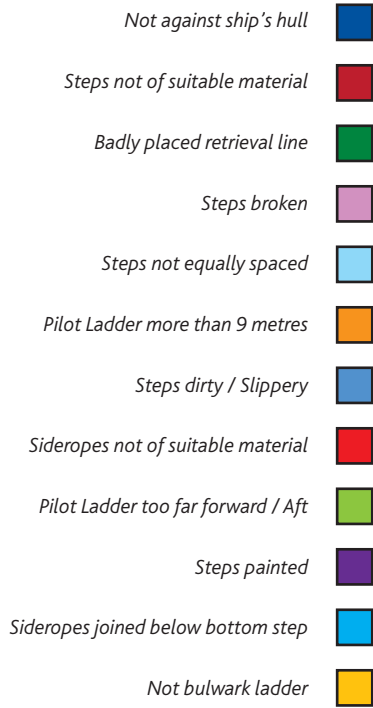 Not against ship's hull
Steps not of suitable material
Badly placed retrieval line
Steps broken
Steps not equally spaced
Pilot Ladder more than 9 metres
Steps dirty / Slippery
Sideropes not of suitable material
Pilot Ladder too far forward / Aft
Steps painted
Sideropes joined below bottom step
Not bulwark ladder